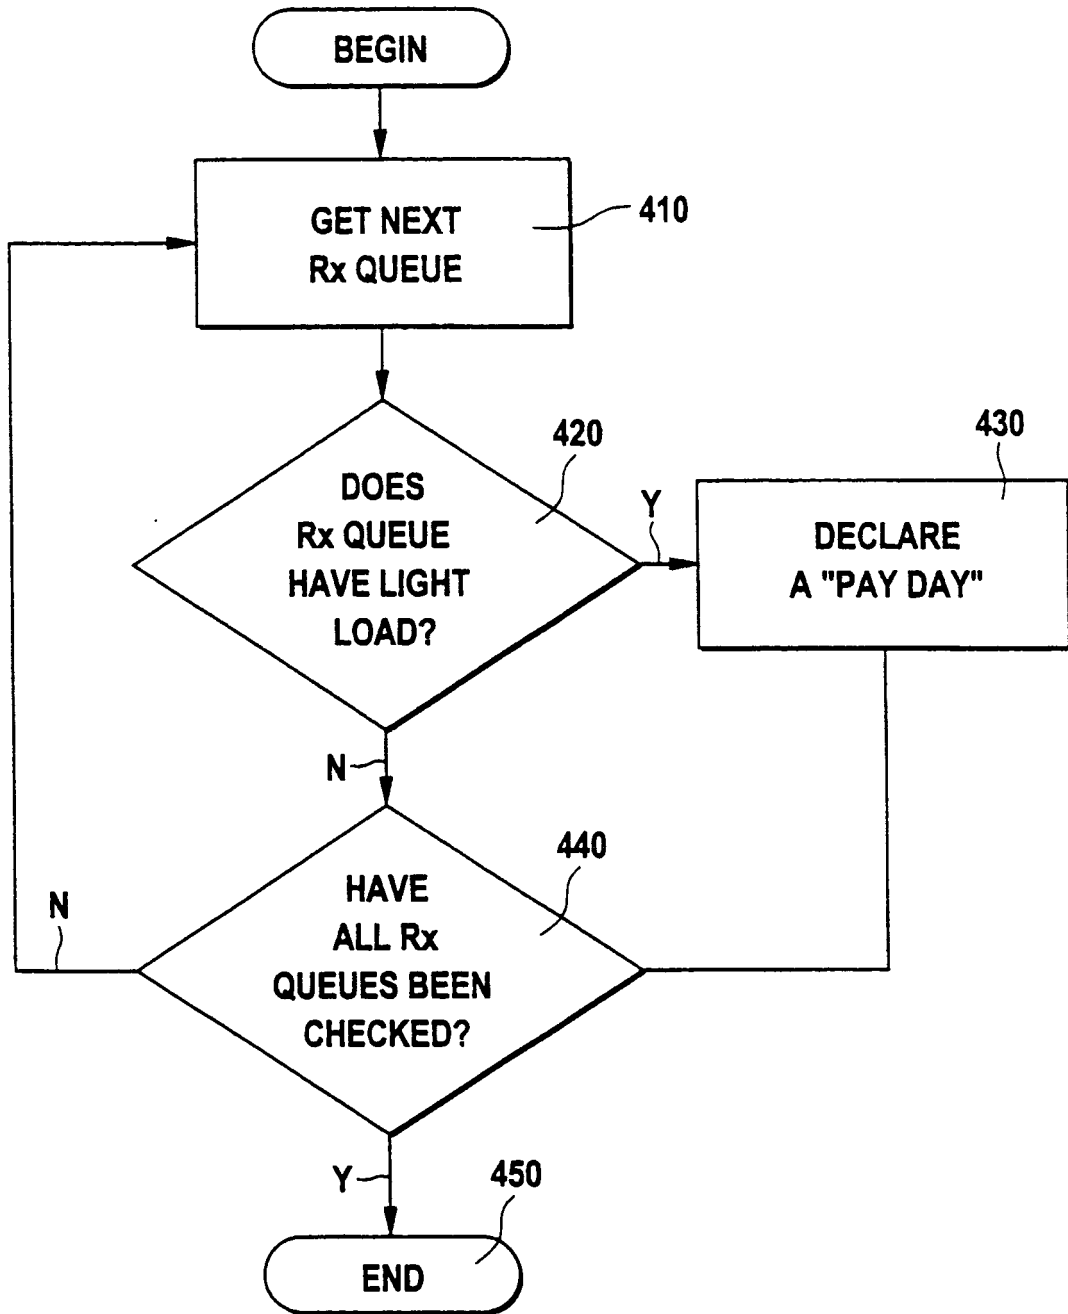 BEGIN
GET NEXT
Rx QUEUE
410
DOES
Rx QUEUE
HAVE LIGHT
LOAD?
420
Y
430
DECLARE
A "PAY DAY"
N
440
HAVE
ALL Rx
QUEUES BEEN
CHECKED?
N
Y
450
END